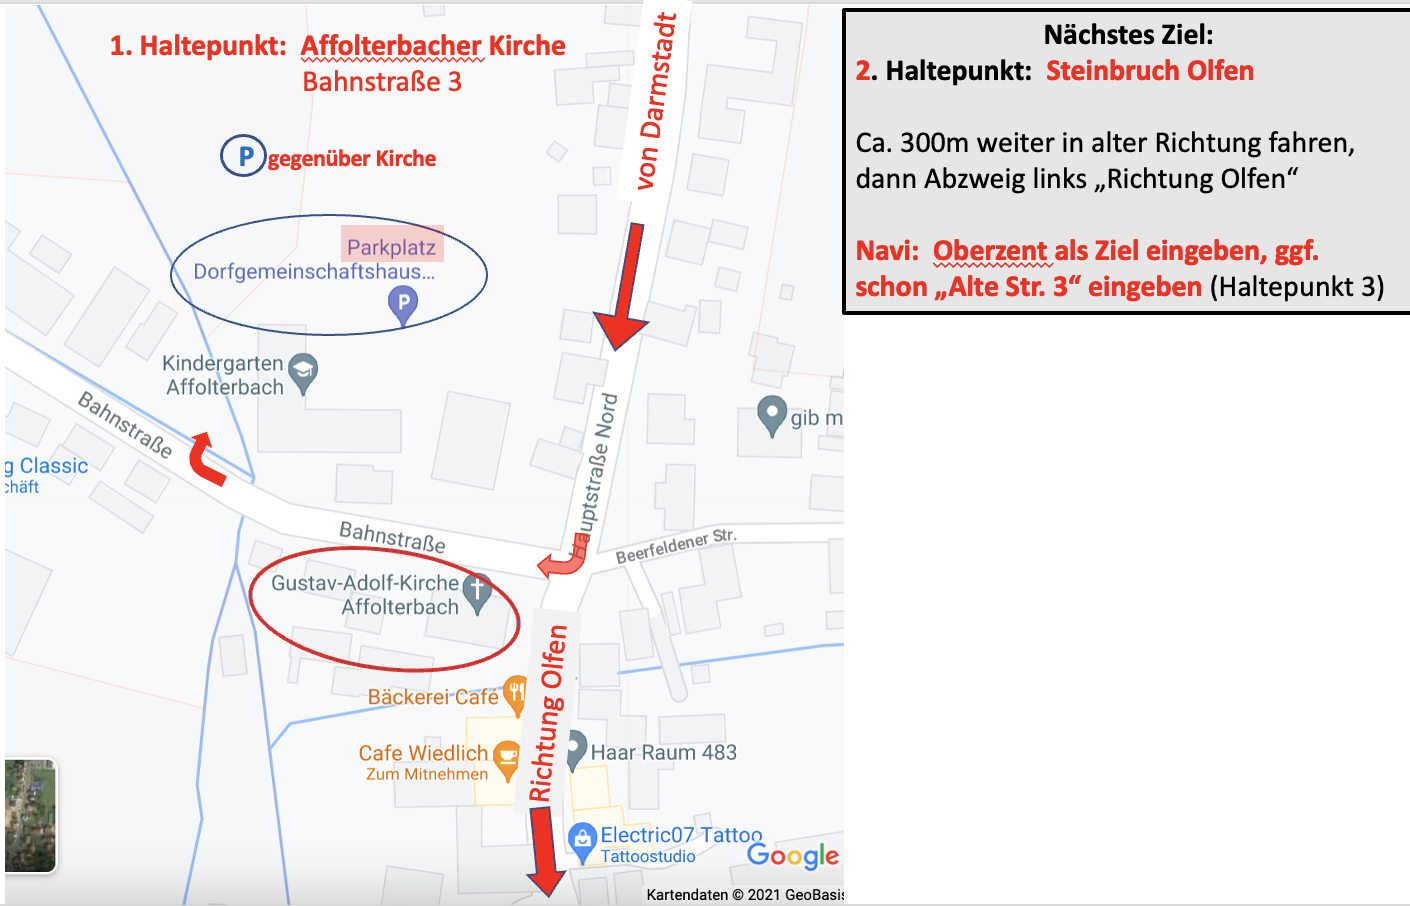 1. Haltepunkt: Affolterbacher Kirche
Bahnstraße 3
P gegenüber Kirche
von Darmstadt
Parkplatz
Dorfgemeinschaftshaus...
P
Kindergarten
Affolterbach
Bahnstraße
g Classic
chäft
Hauptstraße Nord
gib m
Bahnstraße
Beerfeldener Str.
Gustav-Adolf-Kirche
Affolterbach
Richtung Olfen
Bäckerei Café
Cafe Wiedlich
Zum Mitnehmen
Haar Raum 483
Electric07 Tattoo
Tattoostudio
Google
Kartendaten © 2021 GeoBasis
Nächstes Ziel:
2. Haltepunkt: Steinbruch Olfen
Ca. 300m weiter in alter Richtung fahren,
dann Abzweig links „Richtung Olfen“
Navi: Oberzent als Ziel eingeben, ggf.
schon „Alte Str. 3“ eingeben (Haltepunkt 3)